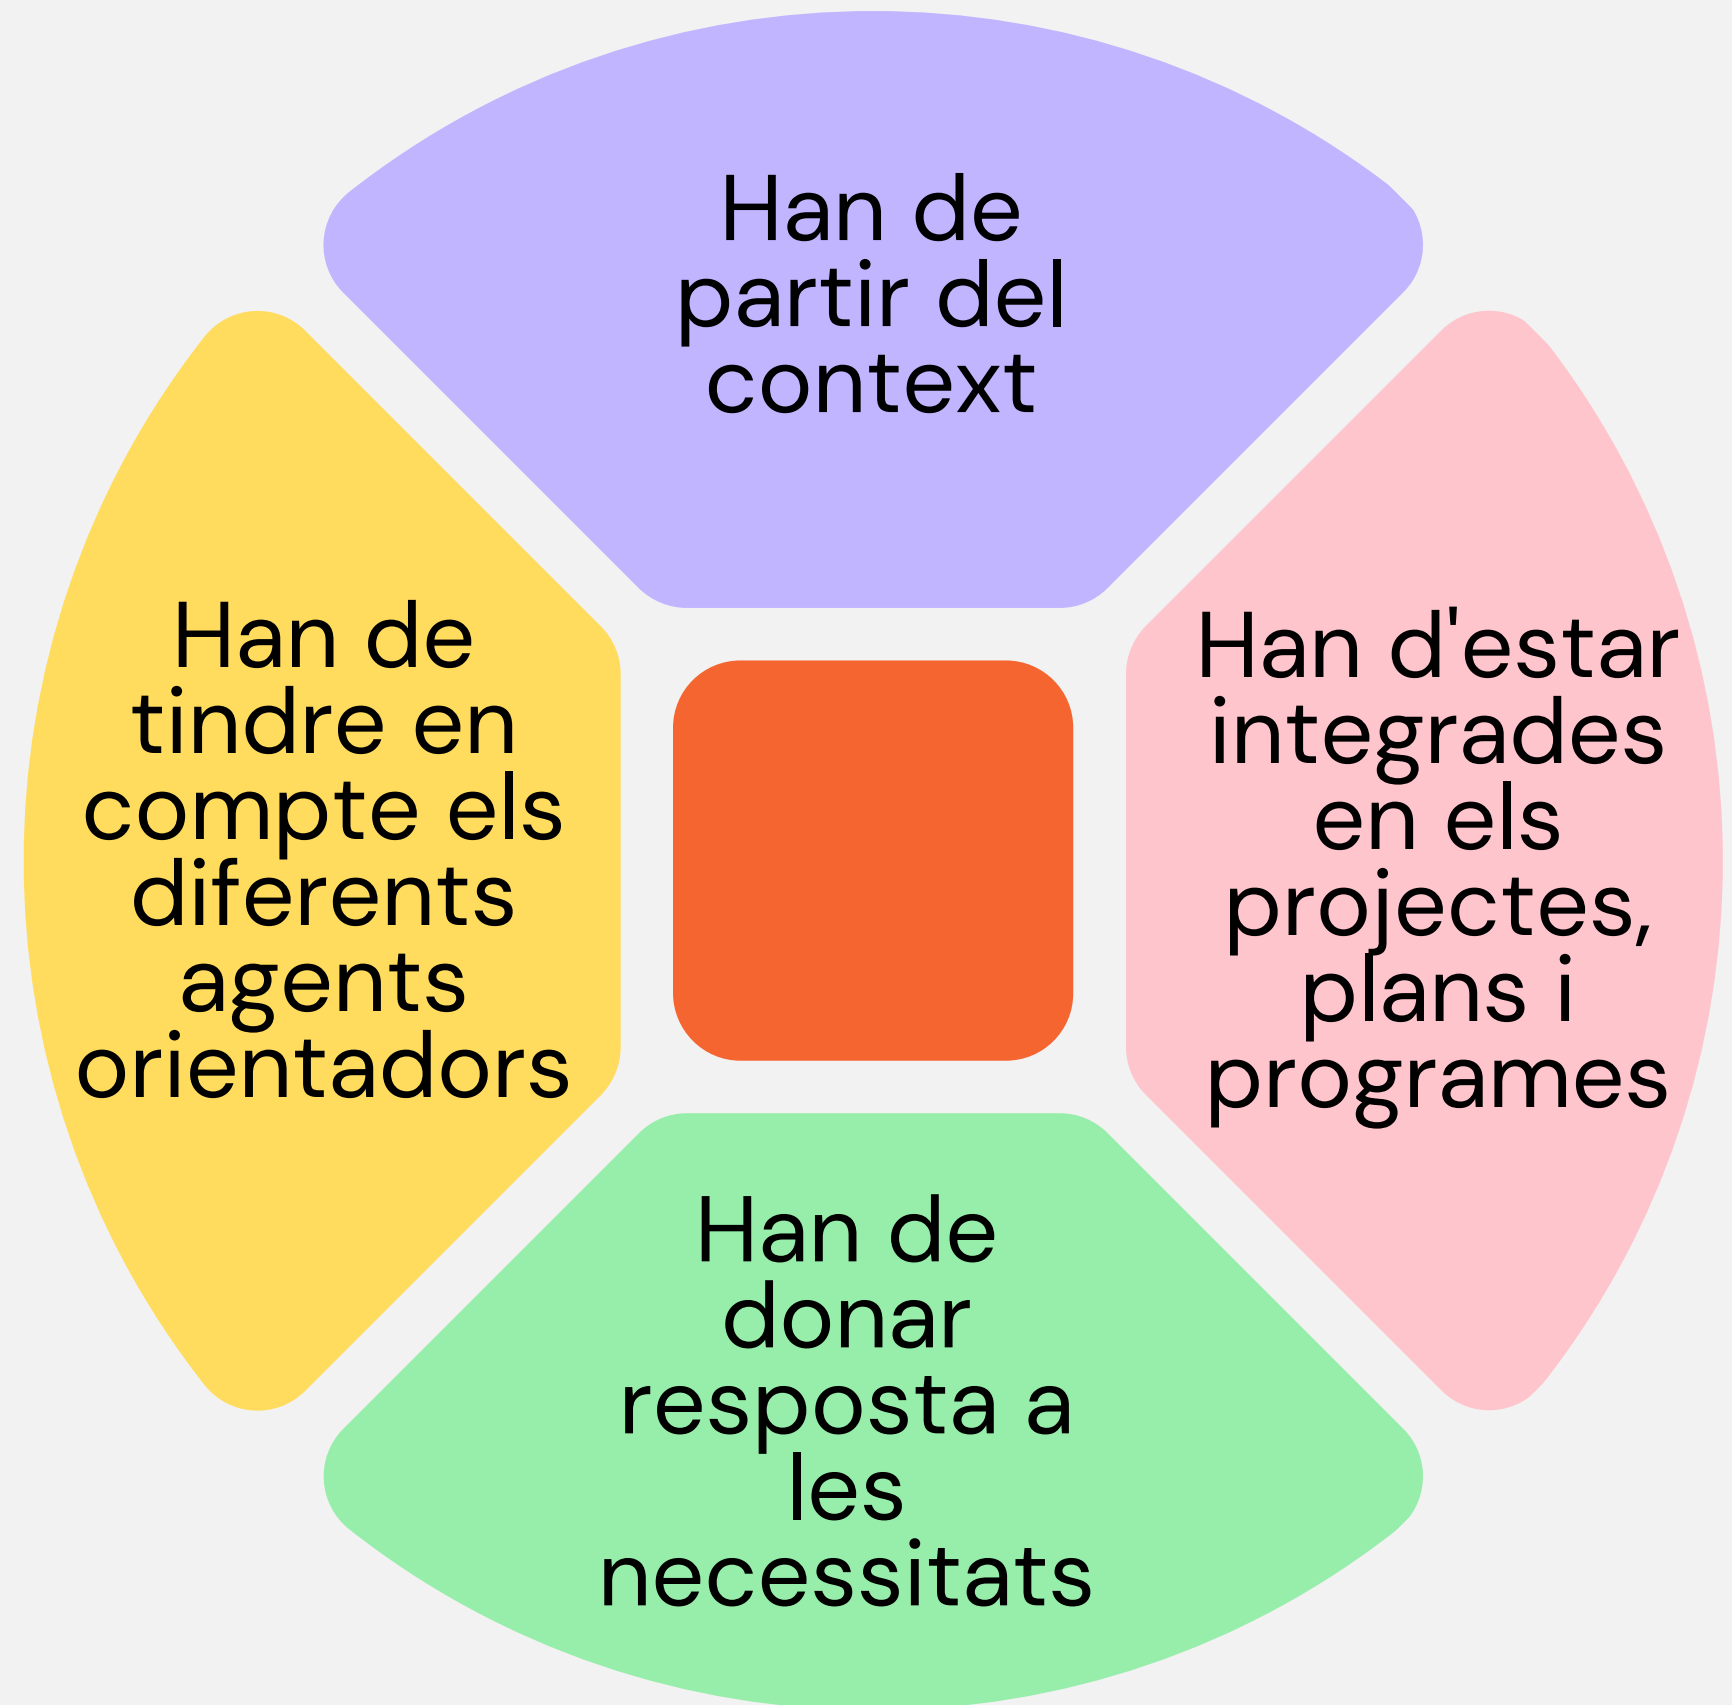 Han de
partir del
context
Han de
tindre en
compte els
diferents
agents
orientadors
Han d'estar
integrades
en els
projectes,
plans i
programes
Han de
donar
resposta a
les
necessitats